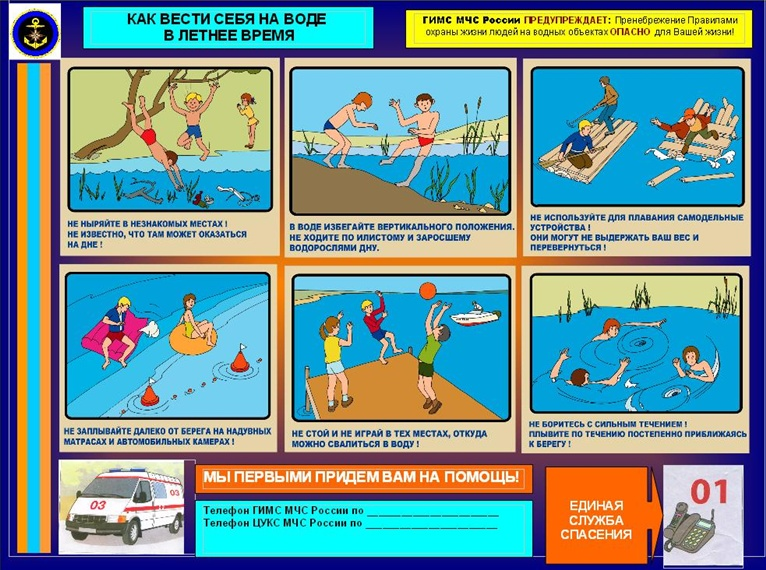 КАК ВЕСТИ СЕБЯ НА ВОДЕ
В ЛЕТНЕЕ ВРЕМЯ
ГИМС МЧС России ПРЕДУПРЕЖДАЕТ: Пренебрежение Правилами
охраны жизни людей на водных объектах ОПАСНО для Вашей жизни!
НЕ НЫРЯЙТЕ В НЕЗНАКОМЫХ МЕСТАХ !
НЕ ИЗВЕСТНО, ЧТО ТАМ МОЖЕТ ОКАЗАТЬСЯ
НА ДНЕ !
В ВОДЕ ИЗБЕГАЙТЕ ВЕРТИКАЛЬНОГО ПОЛОЖЕНИЯ.
НЕ ХОДИТЕ ПО ИЛИСТОМУ И ЗАРОСШЕМУ
ВОДОРОСЛЯМИ ДНУ.
НЕ ИСПОЛЬЗУЙТЕ ДЛЯ ПЛАВАНИЯ САМОДЕЛЬНЫЕ
УСТРОЙСТВА !
ОНИ МОГУТ НЕ ВЫДЕРЖАТЬ ВАШ ВЕС И
ПЕРЕВЕРНУТЬСЯ !
НЕ ЗАПЛЫВАЙТЕ ДАЛЕКО ОТ БЕРЕГА НА НАДУВНЫХ
МАТРАСАХ И АВТОМОБИЛЬНЫХ КАМЕРАХ !
НЕ СТОЙ И НЕ ИГРАЙ В ТЕХ МЕСТАХ, ОТКУДА
МОЖНО СВАЛИТЬСЯ В ВОДУ !
НЕ БОРИТЕСЬ С СИЛЬНЫМ ТЕЧЕНИЕМ !
ПЛЫВИТЕ ПО ТЕЧЕНИЮ ПОСТЕПЕННО ПРИБЛИЖАЯСЬ
К БЕРЕГУ !
03
03
МЫ ПЕРВЫМИ ПРИДЕМ ВАМ НА ПОМОЩЬ!
Телефон ГИМС МЧС России по ________________________
Телефон ЦУКС МЧС России по ________________________
ЕДИНАЯ
СЛУЖБА
СПАСЕНИЯ
01